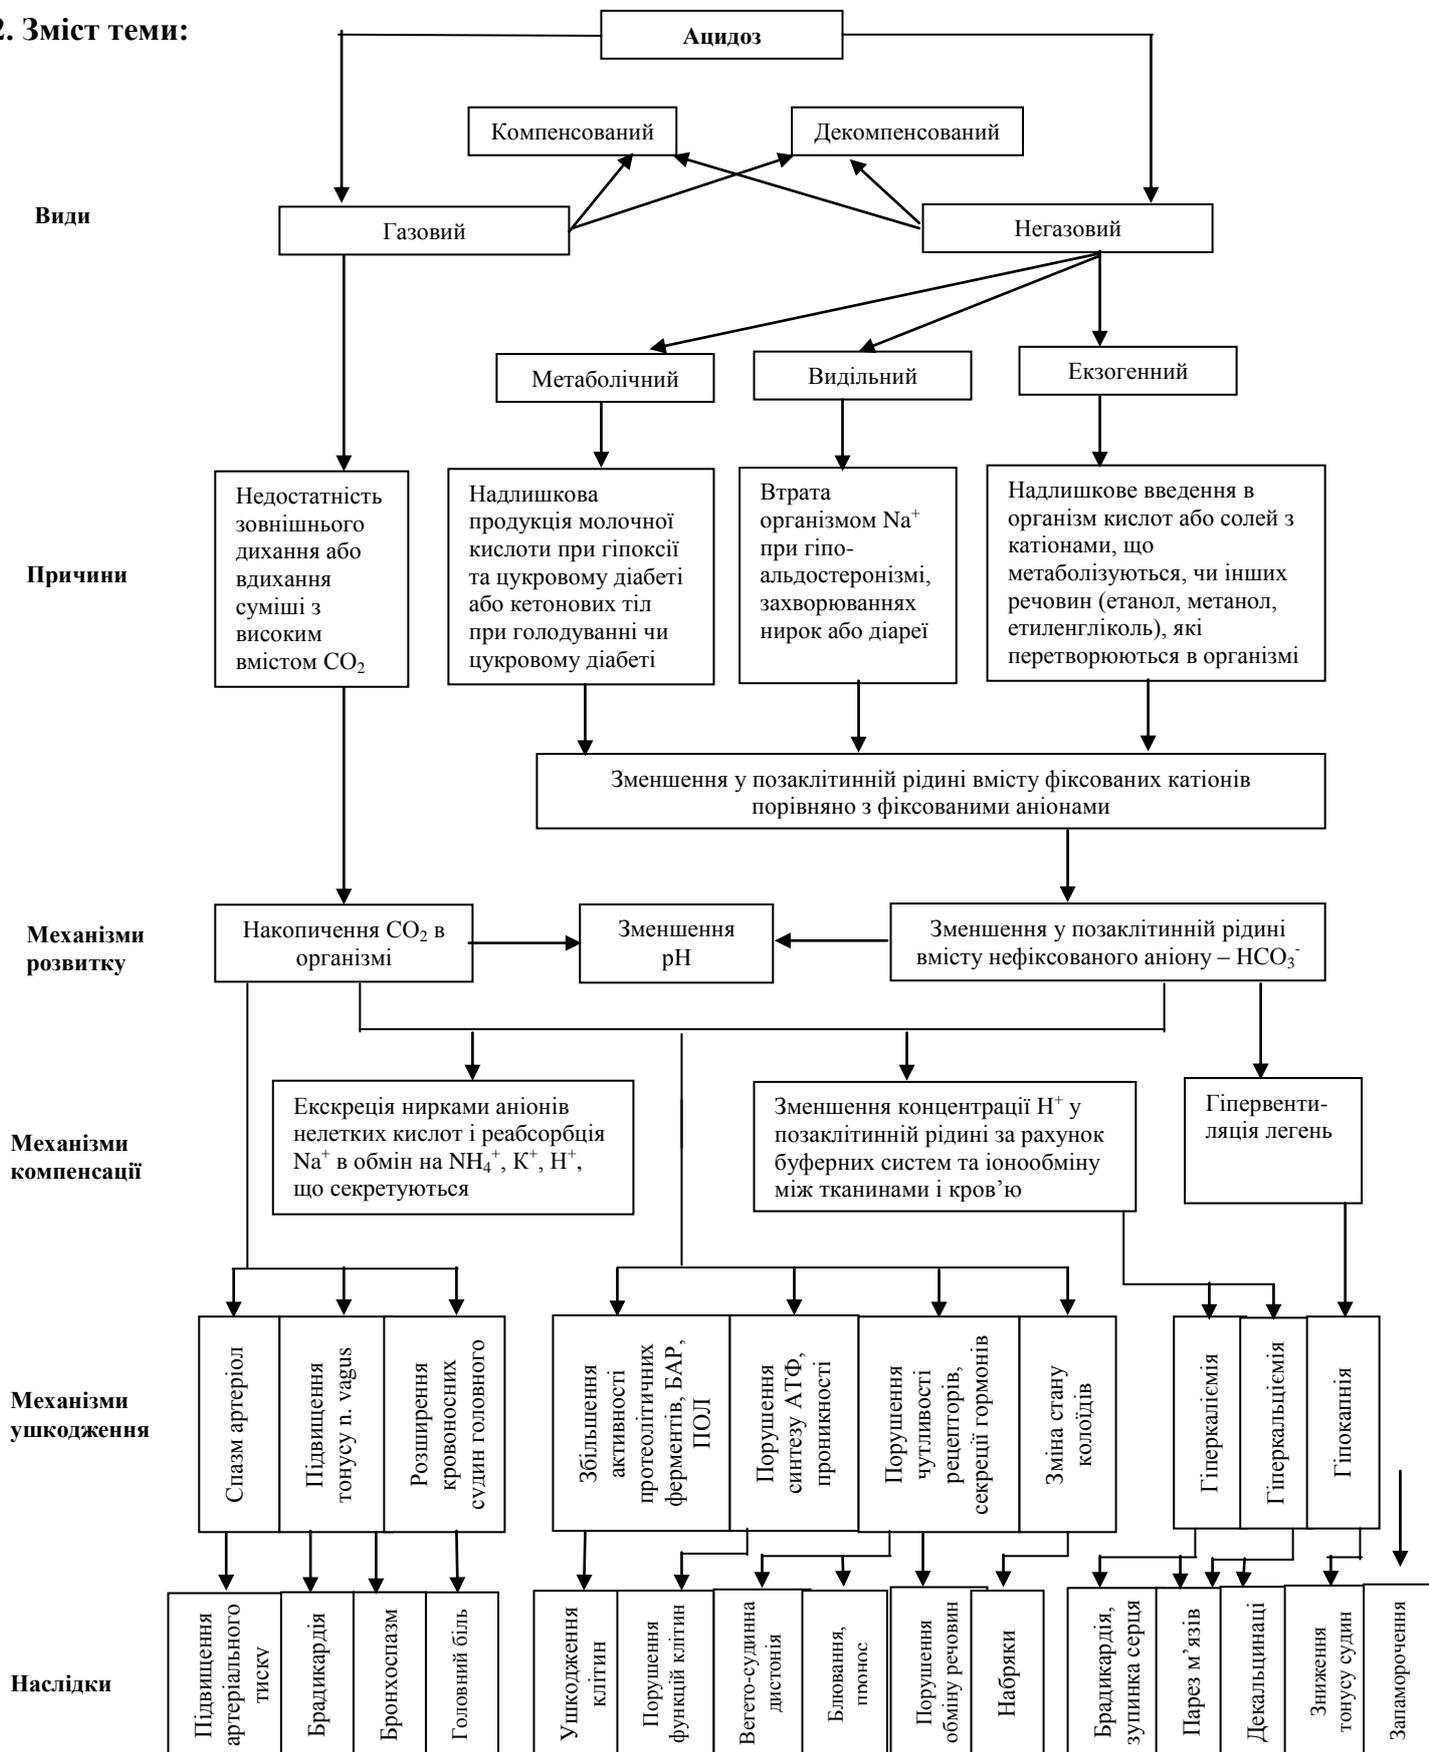 2. Зміст теми:
Ацидоз
Компенсований
Декомпенсований
Види
Газовий
Негазовий
Метаболічний
Видільний
Екзогенний
Причини
Недостатність
зовнішнього
дихання або
вдихання
суміші з
високим
вмістом CO₂
Надлишкова
продукція молочної
кислоти при гіпоксії
та цукровому діабеті
або кетонових тіл
при голодуванні чи
цукровому діабеті
Втрата
організмом Na⁺
при гіпо-
альдостеронізмі,
захворюваннях
нирок або діареї
Надлишкове введення в
організм кислот або солей з
катіонами, що
метаболізуються, чи інших
речовин (етанол, метанол,
етиленгліколь), які
перетворюються в організмі
Зменшення у позаклітинній рідині вмісту фіксованих катіонів
порівняно з фіксованими аніонами
Механізми
розвитку
Накопичення CO₂ в
організмі
Зменшення
pH
Зменшення у позаклітинній рідині
вмісту нефіксованого аніону – HCO₃⁻
Механізми
компенсації
Екскреція нирками аніонів
нелетких кислот і реабсорбція
Na⁺ в обмін на NH₄⁺, K⁺, H⁺,
що секретуються
Зменшення концентрації H⁺ у
позаклітинній рідині за рахунок
буферних систем та іонообміну
між тканинами і кров’ю
Гіпервенти-
ляція легень
Механізми
ушкодження
Спазм артеріол
Підвищення
тонусу n. vagus
Розширення
кровоносних
судин головного
Збільшення
активності
протеолітичних
ферментів, БАР,
ПОЛ
Порушення
синтезу АТФ,
проникності
Порушення
чутливості
рецепторів,
секреції гормонів
Зміна стану
колоїдів
Гіперкаліємія
Гіперкальціємія
Гіпокапнія
Наслідки
Підвищення
артеріального
тиску
Брадикардія
Бронхоспазм
Головний біль
Ушкодження
клітин
Порушення
функцій клітин
Вегето-судинна
дистонія
Блювання,
пронос
Порушення
обміну речовин
Набряки
Брадикардія,
зупинка серця
Парез м’язів
Декальцинаці
Зниження
тонусу судин
Запаморочення